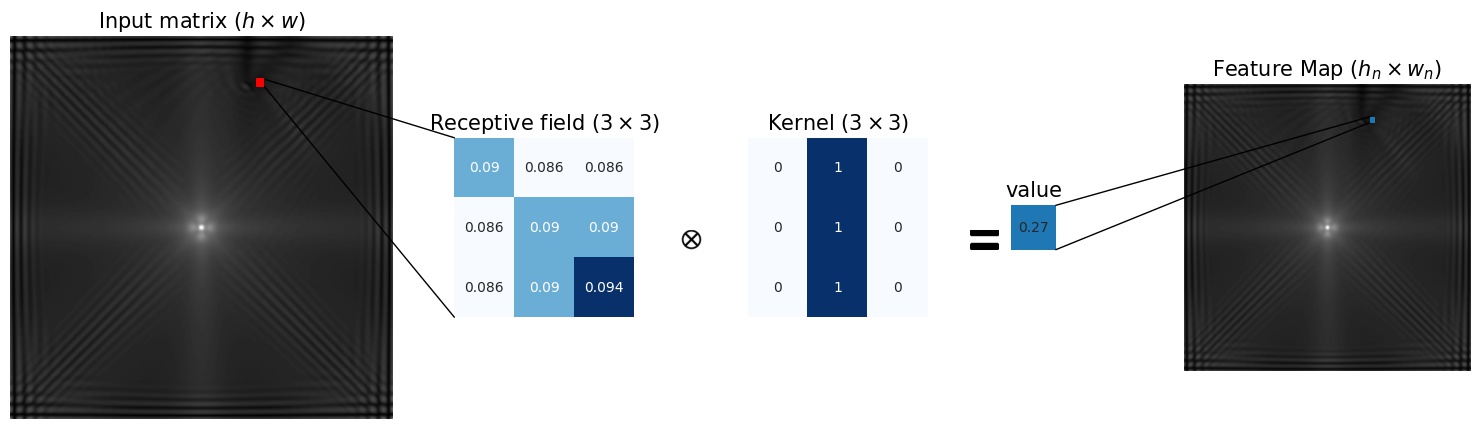 Input matrix (h × w)
Feature Map (hₙ × wₙ)
Receptive field (3 × 3)
Kernel (3 × 3)
0.09 0.086 0.086
0 1 0
value
0.086 0.09 0.09
⊗
0 1 0
=
0.27
0.086 0.09 0.094
0 1 0